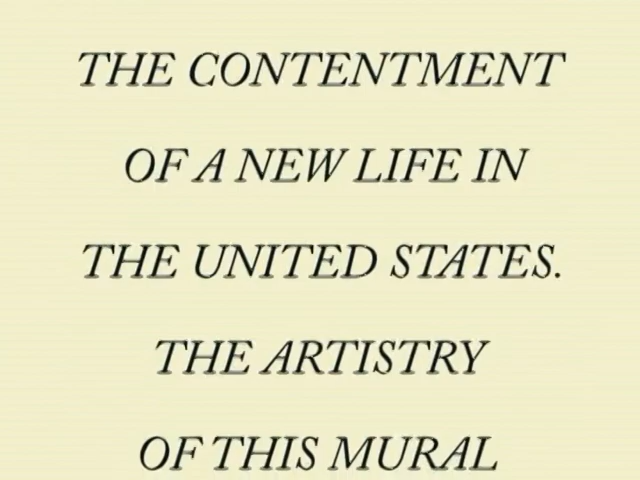 THE CONTENTMENT
OF A NEW LIFE IN
THE UNITED STATES.
THE ARTISTRY
OF THIS MURAL